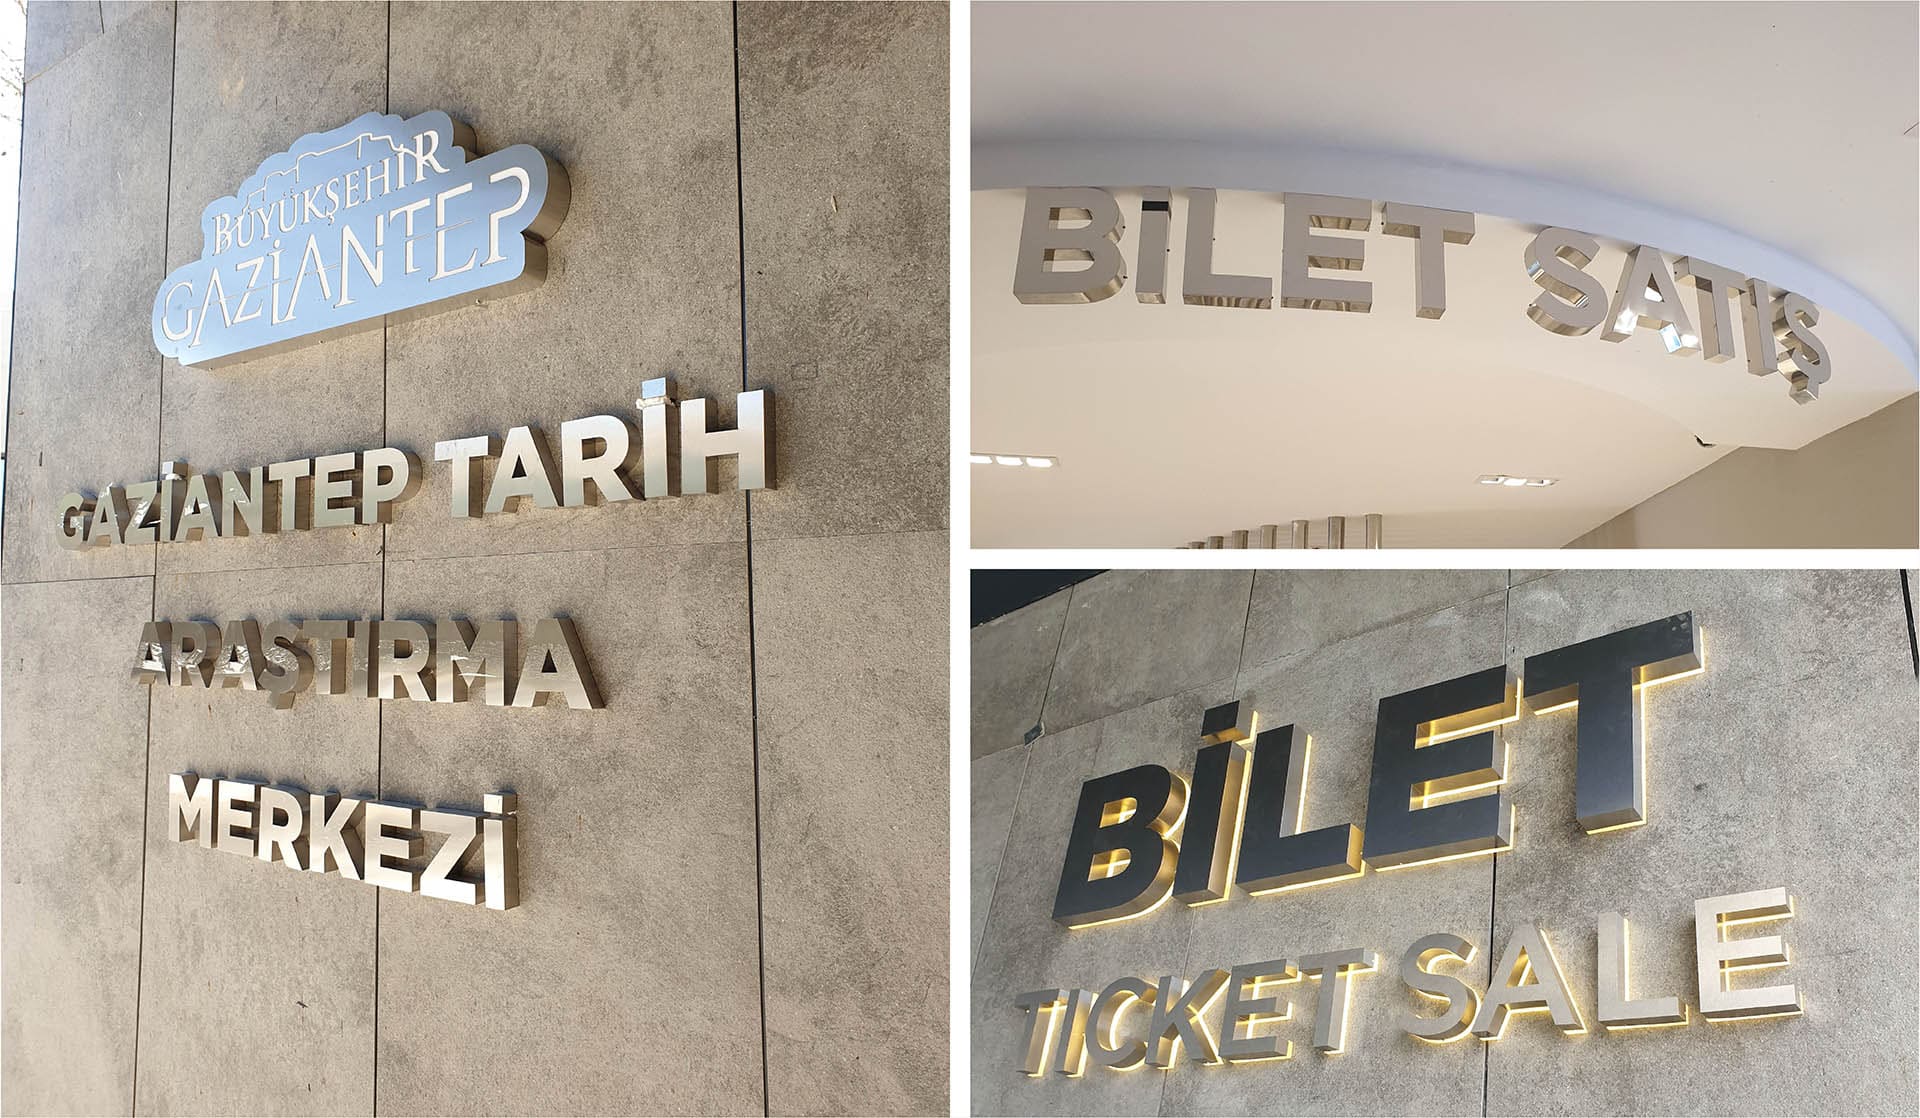 BÜYÜKŞEHİR
GAZİANTEP
GAZİANTEP TARİH
ARAŞTIRMA
MERKEZİ
BİLET SATIŞ
BİLET
TICKET SALE